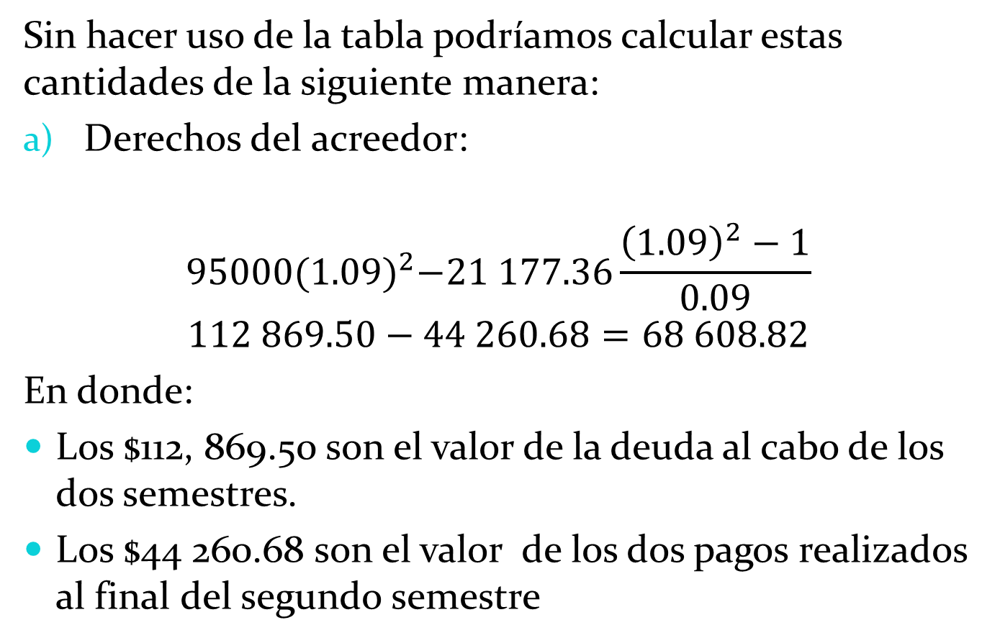 Sin hacer uso de la tabla podríamos calcular estas
cantidades de la siguiente manera:
a) Derechos del acreedor:
95000(1.09)²−21 177.36 ((1.09)² − 1)/0.09
112 869.50 − 44 260.68 = 68 608.82
En donde:
• Los $112, 869.50 son el valor de la deuda al cabo de los
dos semestres.
• Los $44 260.68 son el valor  de los dos pagos realizados
al final del segundo semestre